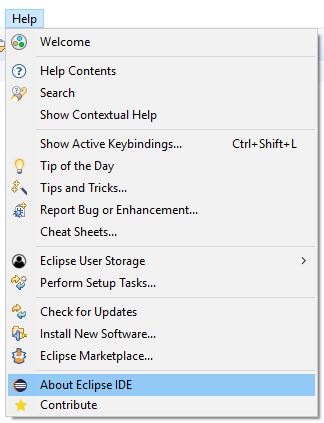 Help
Welcome
Help Contents
Search
Show Contextual Help
Show Active Keybindings... Ctrl+Shift+L
Tip of the Day
Tips and Tricks...
Report Bug or Enhancement...
Cheat Sheets...
Eclipse User Storage
Perform Setup Tasks...
Check for Updates
Install New Software...
Eclipse Marketplace...
About Eclipse IDE
Contribute